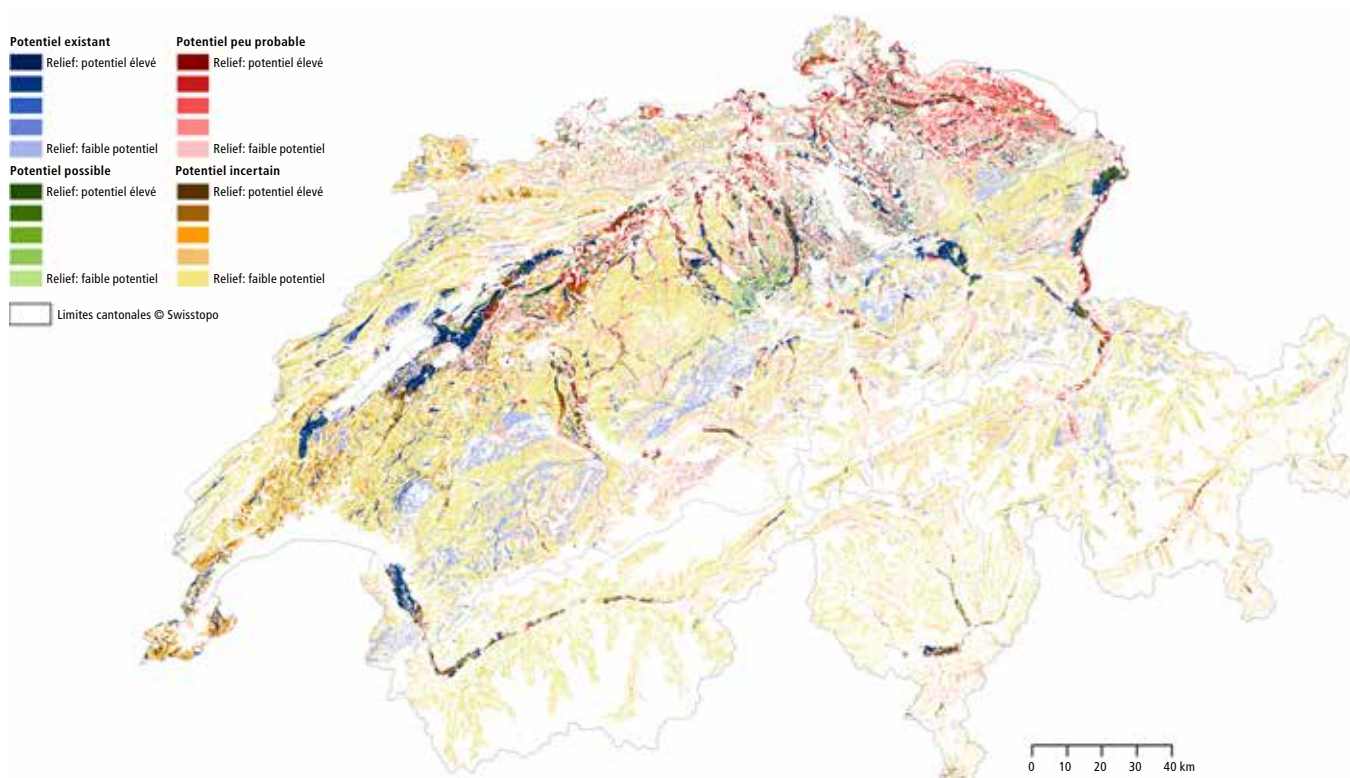 Potentiel existant
Relief: potentiel élevé
Relief: faible potentiel
Potentiel peu probable
Relief: potentiel élevé
Relief: faible potentiel
Potentiel possible
Relief: potentiel élevé
Relief: faible potentiel
Potentiel incertain
Relief: potentiel élevé
Relief: faible potentiel
Limites cantonales © Swisstopo
0 10 20 30 40 km